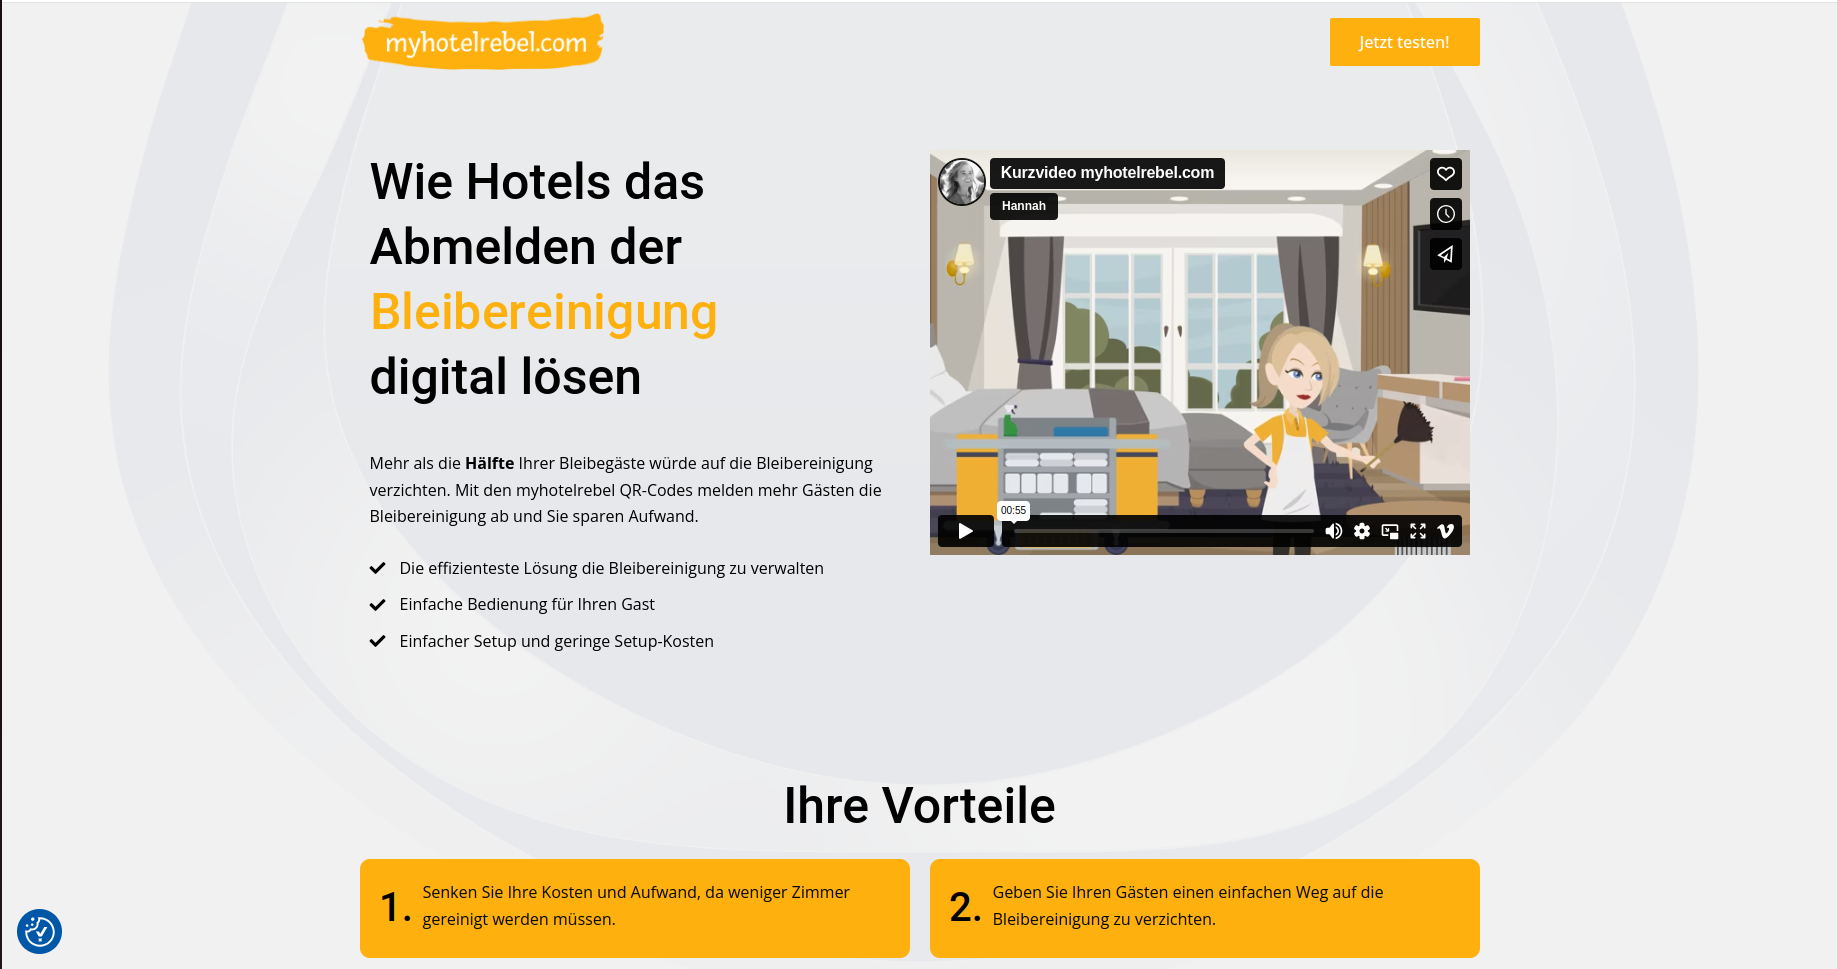 myhotelrebel.com
Jetzt testen!
Wie Hotels das
Abmelden der
Bleibereinigung
digital lösen
Mehr als die Hälfte Ihrer Bleibegäste würde auf die Bleibereinigung
verzichten. Mit den myhotelrebel QR-Codes melden mehr Gästen die
Bleibereinigung ab und Sie sparen Aufwand.
Die effizienteste Lösung die Bleibereinigung zu verwalten
Einfache Bedienung für Ihren Gast
Einfacher Setup und geringe Setup-Kosten
Kurzvideo myhotelrebel.com
Hannah
00:55
Ihre Vorteile
1. Senken Sie Ihre Kosten und Aufwand, da weniger Zimmer
gereinigt werden müssen.
2. Geben Sie Ihren Gästen einen einfachen Weg auf die
Bleibereinigung zu verzichten.